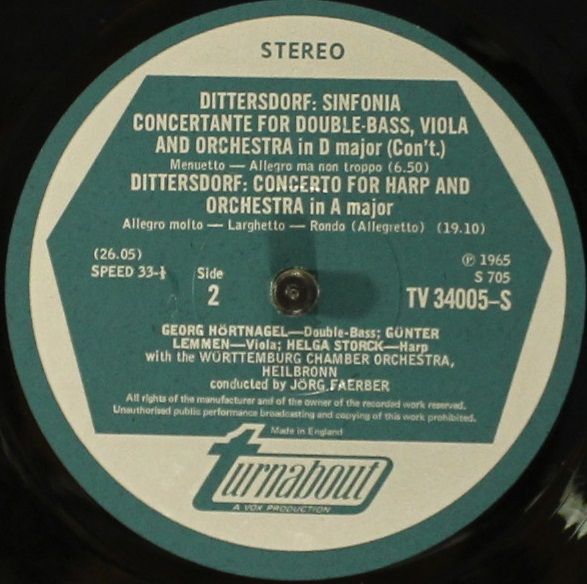 STEREO
DITTERSDORF: SINFONIA
CONCERTANTE FOR DOUBLE-BASS, VIOLA
AND ORCHESTRA in D major (Con't.)
Menuetto — Allegro ma non troppo (6.50)
DITTERSDORF: CONCERTO FOR HARP AND
ORCHESTRA in A major
Allegro molto — Larghetto — Rondo (Allegretto) (19.10)
(26.05)
SPEED 33-⅓
Side
2
℗ 1965
S 705
TV 34005-S
GEORG HÖRTNAGEL—Double-Bass; GÜNTER
LEMMEN—Viola; HELGA STORCK—Harp
with the WÜRTTEMBURG CHAMBER ORCHESTRA,
HEILBRONN
conducted by JÖRG FAERBER
All rights of the manufacturer and of the owner of the recorded work reserved.
Unauthorised public performance broadcasting and copying of this work prohibited.
Made in England
turnabout
A VOX PRODUCTION